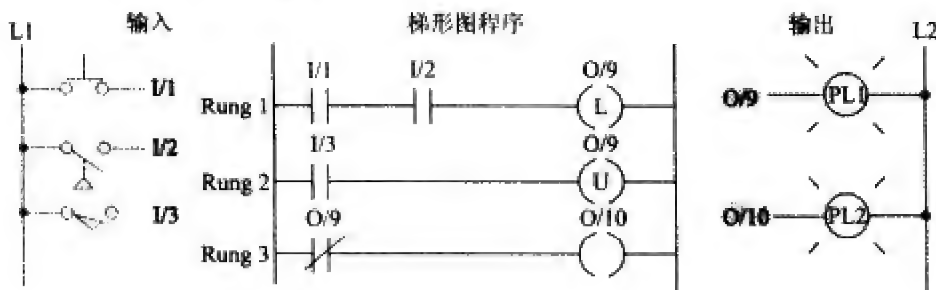 输入
梯形图程序
输出
L1
L2
I/1
I/2
I/3
Rung 1
I/1
I/2
O/9
L
Rung 2
I/3
O/9
U
Rung 3
O/9
O/10
O/9
PL1
O/10
PL2